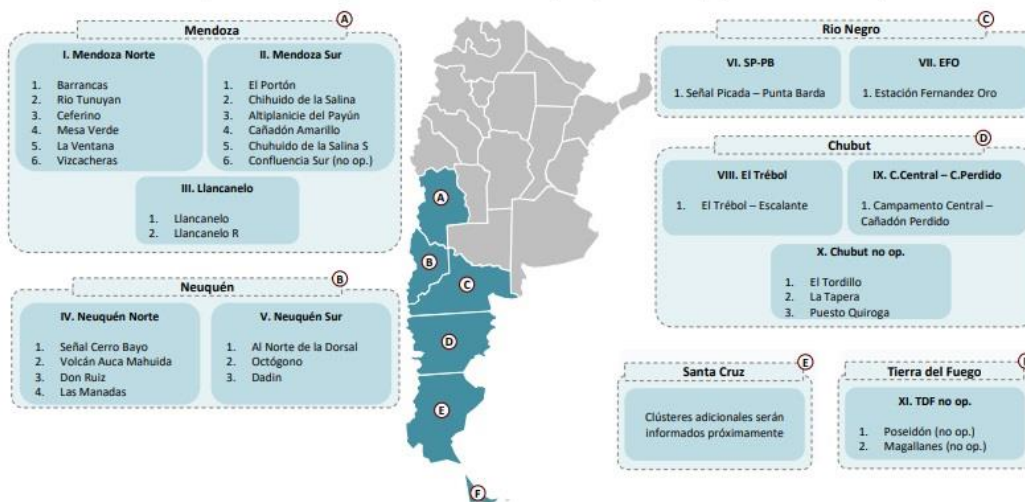 A
Mendoza
I. Mendoza Norte
1. Barrancas
2. Rio Tunuyan
3. Ceferino
4. Mesa Verde
5. La Ventana
6. Vizcacheras
II. Mendoza Sur
1. El Portón
2. Chihuido de la Salina
3. Altiplanicie del Payún
4. Cañadón Amarillo
5. Chuhuido de la Salina S
6. Confluencia Sur (no op.)
III. Llancanelo
1. Llancanelo
2. Llancanelo R
B
Neuquén
IV. Neuquén Norte
1. Señal Cerro Bayo
2. Volcán Auca Mahuida
3. Don Ruiz
4. Las Manadas
V. Neuquén Sur
1. Al Norte de la Dorsal
2. Octógono
3. Dadin
A
B
C
D
E
F
C
Rio Negro
VI. SP-PB
1. Señal Picada – Punta Barda
VII. EFO
1. Estación Fernandez Oro
D
Chubut
VIII. El Trébol
1. El Trébol – Escalante
IX. C.Central – C.Perdido
1. Campamento Central –
Cañadón Perdido
X. Chubut no op.
1. El Tordillo
2. La Tapera
3. Puesto Quiroga
E
Santa Cruz
Clústeres adicionales serán
informados próximamente
Tierra del Fuego
XI. TDF no op.
1. Poseidón (no op.)
2. Magallanes (no op.)